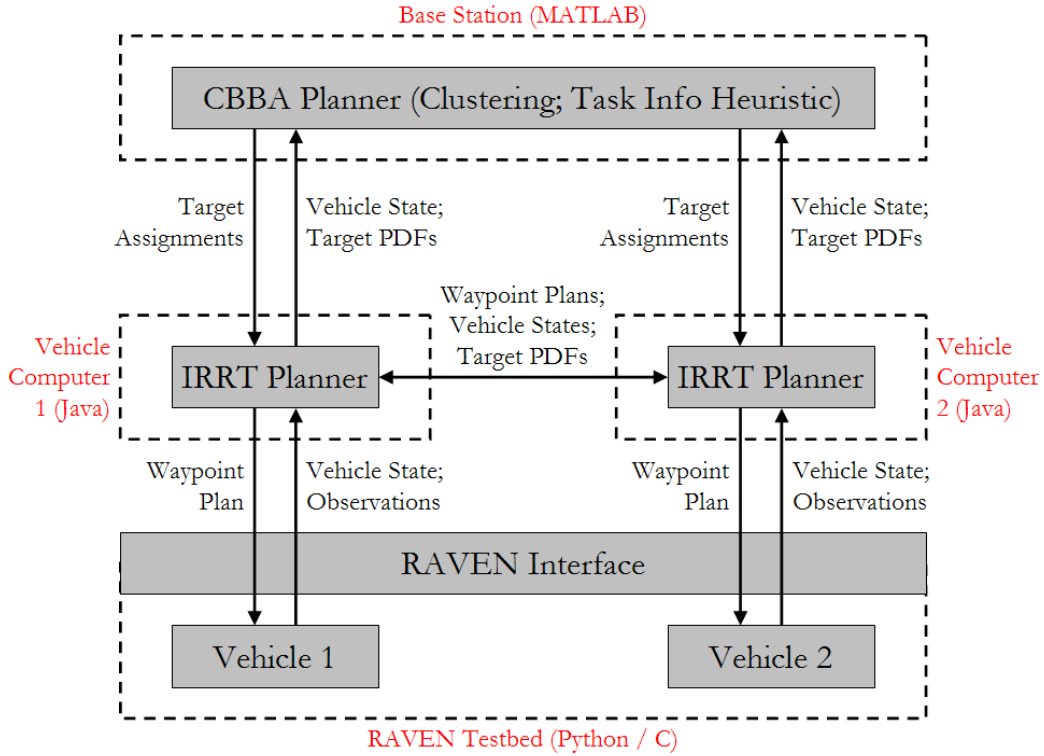 Base Station (MATLAB)
CBBA Planner (Clustering; Task Info Heuristic)
Target
Assignments
Vehicle State;
Target PDFs
Target
Assignments
Vehicle State;
Target PDFs
Waypoint Plans;
Vehicle States;
Target PDFs
Vehicle
Computer
1 (Java)
IRRT Planner
IRRT Planner
Vehicle
Computer
2 (Java)
Waypoint
Plan
Vehicle State;
Observations
Waypoint
Plan
Vehicle State;
Observations
RAVEN Interface
Vehicle 1
Vehicle 2
RAVEN Testbed (Python / C)